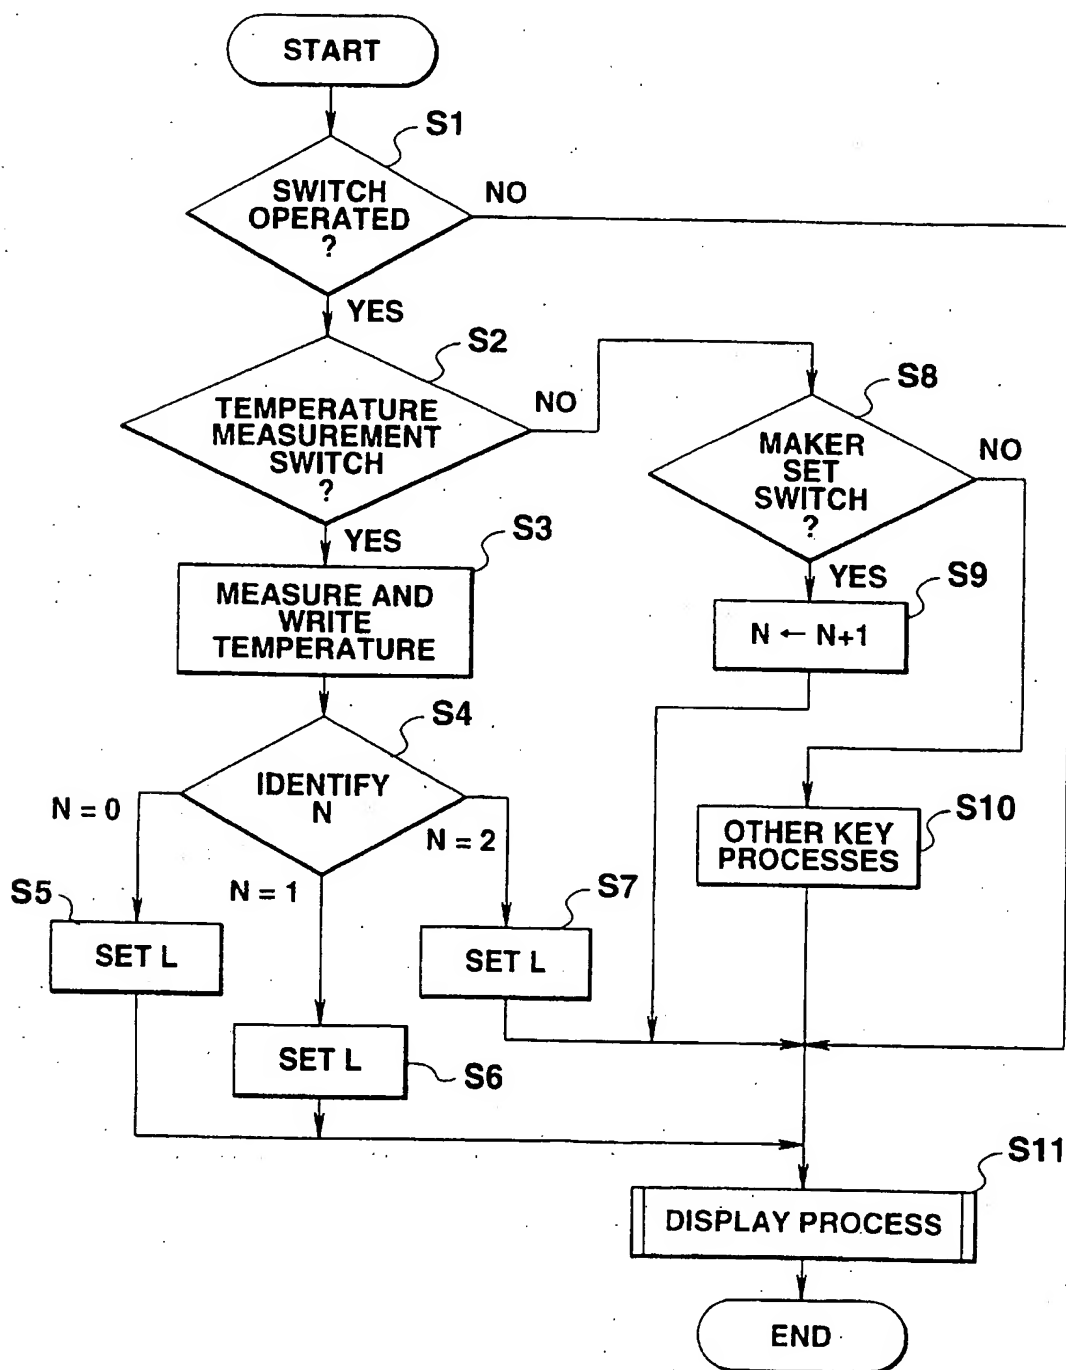 START
S1
SWITCH
OPERATED
?
NO
YES
S2
TEMPERATURE
MEASUREMENT
SWITCH
?
NO
YES
S8
MAKER
SET
SWITCH
?
NO
YES
S3
MEASURE AND
WRITE
TEMPERATURE
S9
N ← N+1
S4
IDENTIFY
N
N = 0
N = 1
N = 2
S10
OTHER KEY
PROCESSES
S5
SET L
S7
SET L
SET L
S6
S11
DISPLAY PROCESS
END